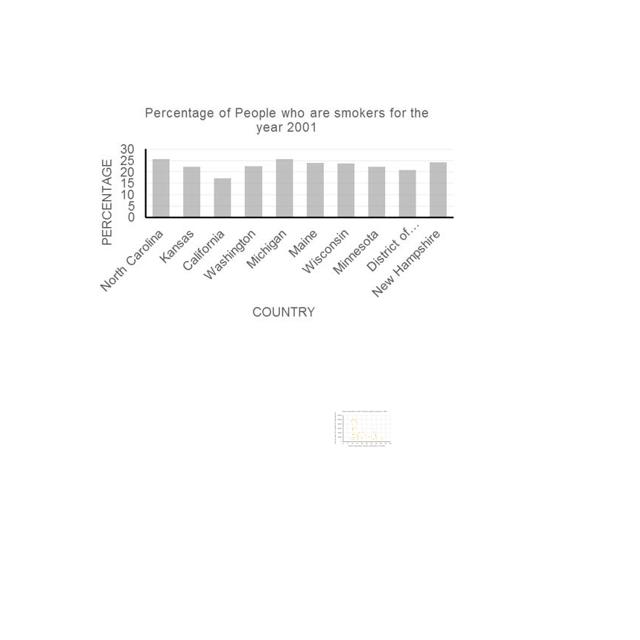 Percentage of People who are smokers for the
year 2001
30
25
20
15
10
5
0
PERCENTAGE
North Carolina
Kansas
California
Washington
Michigan
Maine
Wisconsin
Minnesota
District of...
New Hampshire
COUNTRY